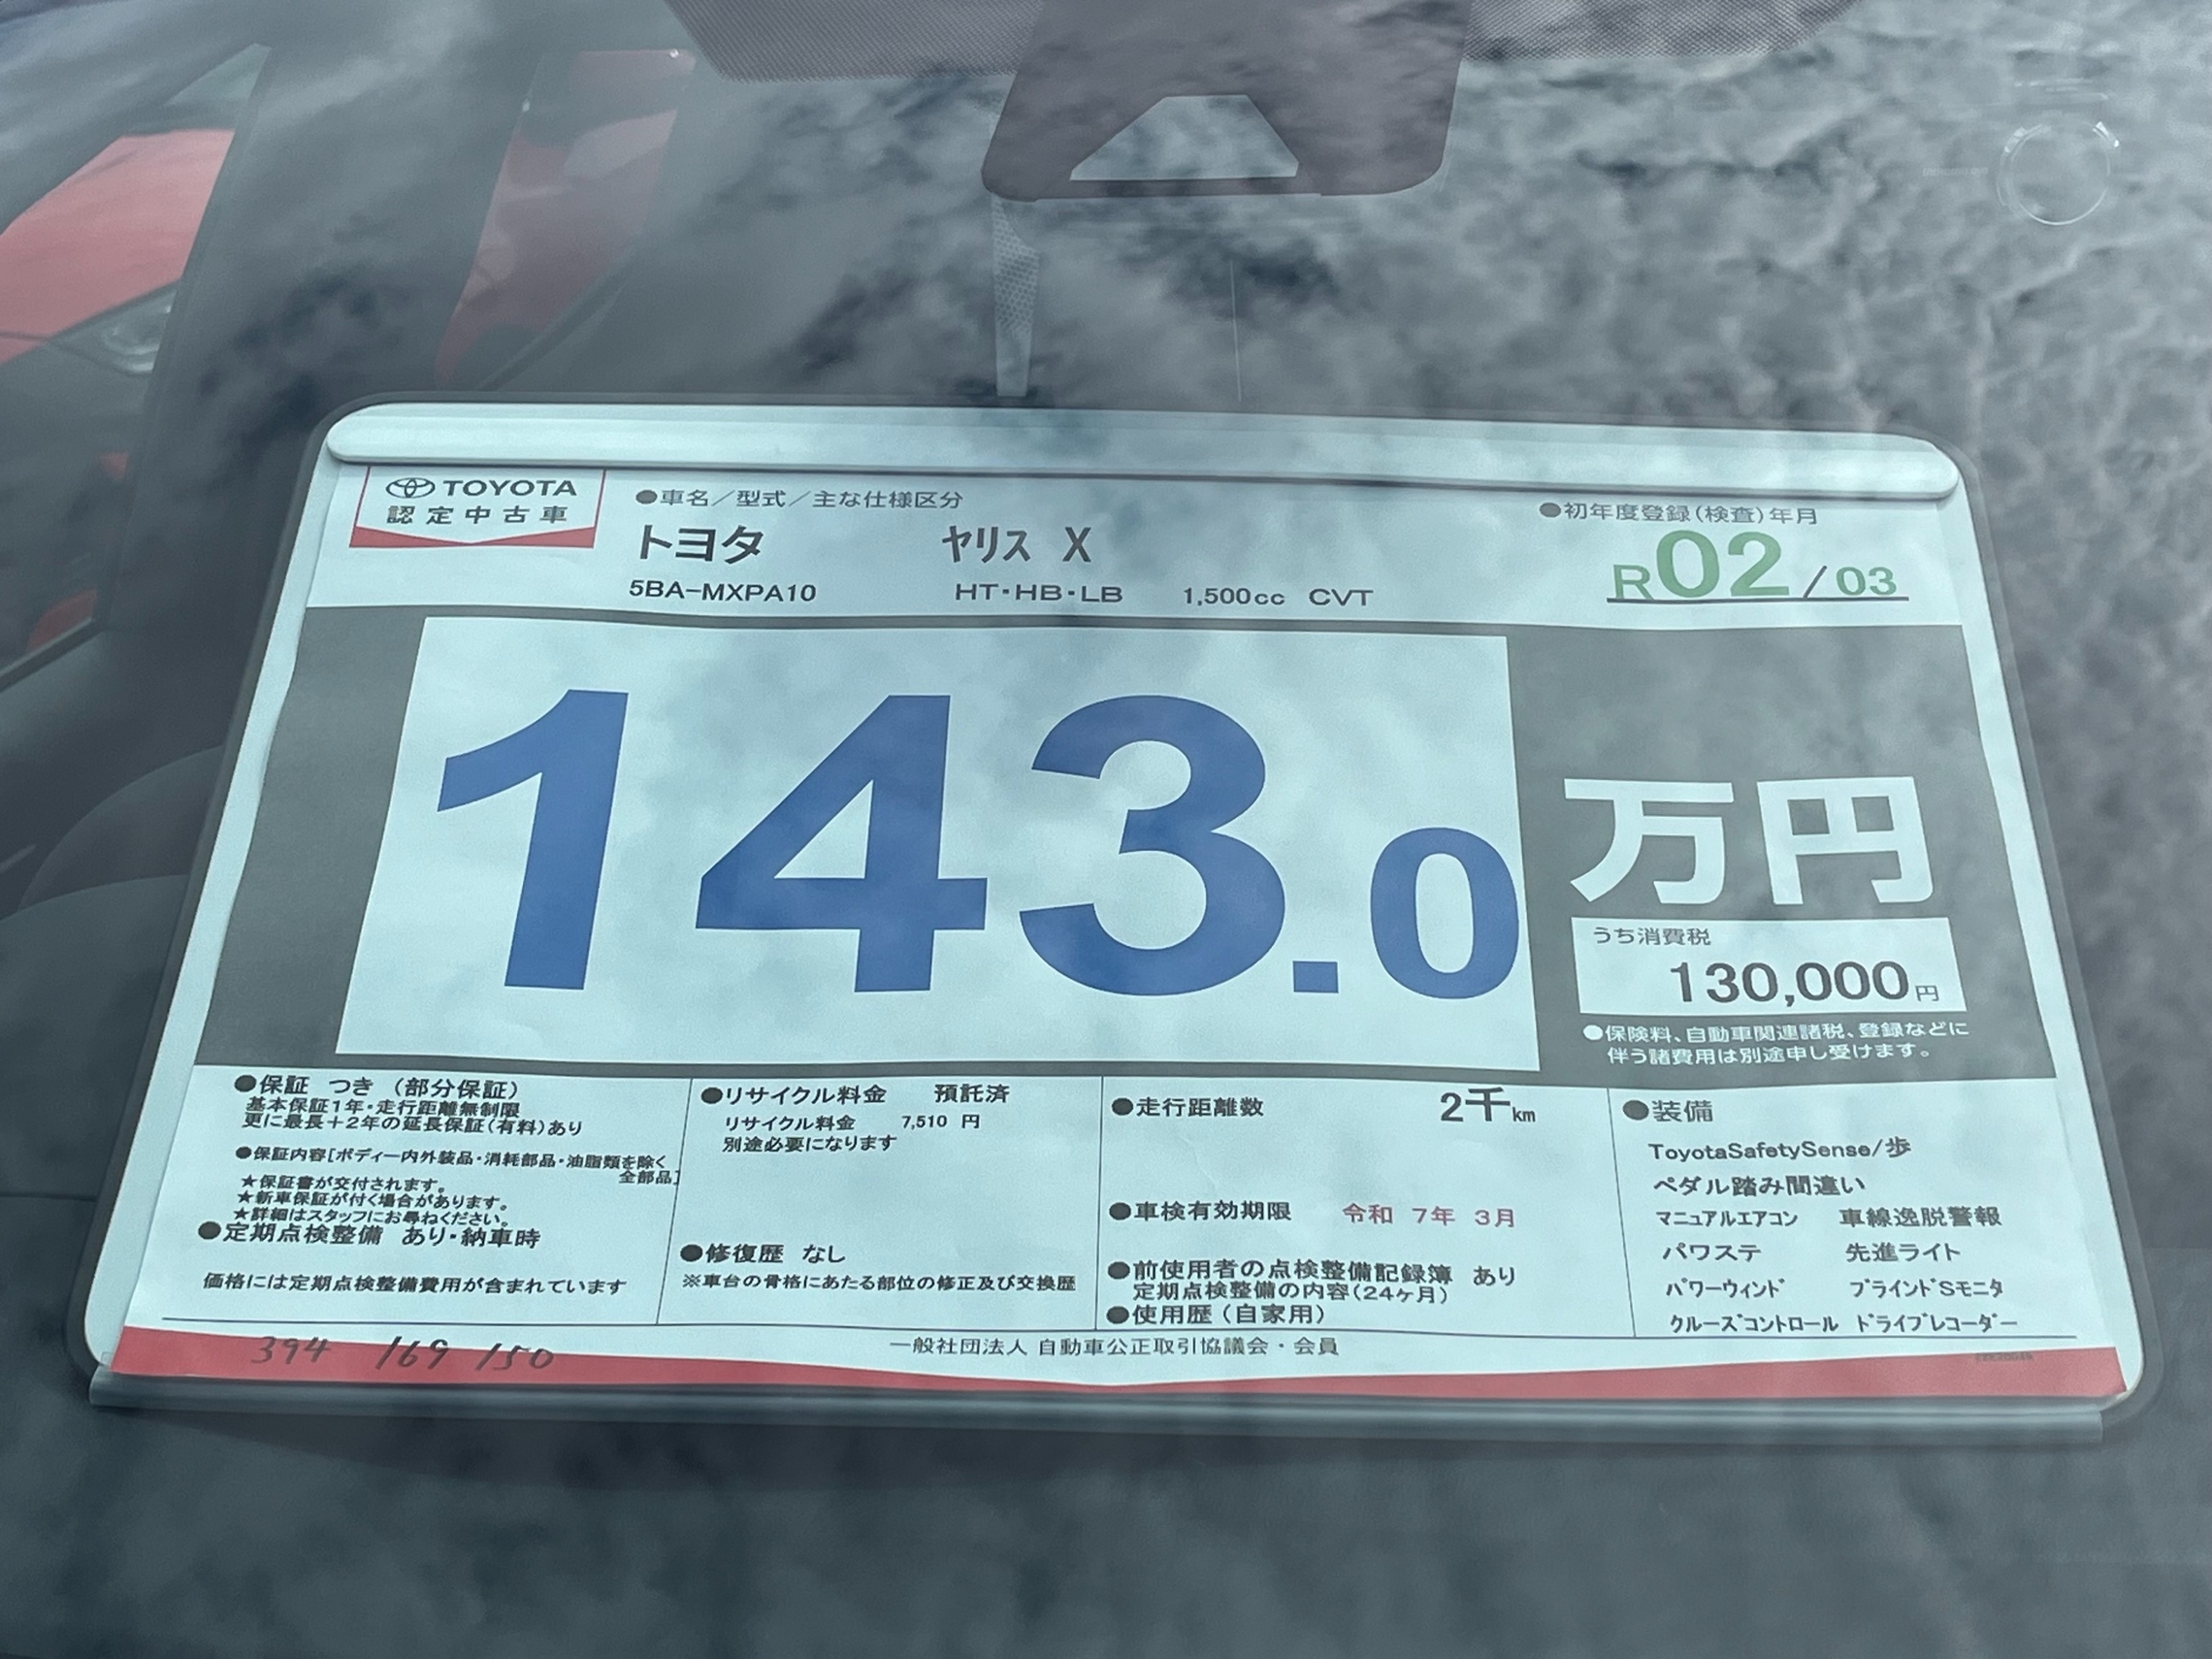 TOYOTA
認定中古車
●車名／型式／主な仕様区分
トヨタ ヤリス X
5BA-MXPA10 HT・HB・LB 1,500cc CVT
●初年度登録(検査)年月
R02/03
143.0
万円
うち消費税
130,000円
●保険料、自動車関連諸税、登録などに
伴う諸費用は別途申し受けます。
●保証 つき (部分保証)
基本保証1年・走行距離無制限
更に最長＋2年の延長保証(有料)あり
●保証内容[ボディー内外装品・消耗部品・油脂類を除く
全部品]
★保証書が交付されます。
★新車保証が付く場合があります。
★詳細はスタッフにお尋ねください。
●定期点検整備 あり・納車時
価格には定期点検整備費用が含まれています
●リサイクル料金 預託済
リサイクル料金 7,510 円
別途必要になります
●修復歴 なし
※車台の骨格にあたる部位の修正及び交換歴
●走行距離数 2千km
●車検有効期限 令和 7年 3月
●前使用者の点検整備記録簿 あり
定期点検整備の内容(24ヶ月)
●使用歴 (自家用)
●装備
ToyotaSafetySense/歩
ペダル踏み間違い
マニュアルエアコン 車線逸脱警報
パワステ 先進ライト
ﾊﾟﾜｰｳｨﾝﾄﾞ ﾌﾞﾗｲﾝﾄﾞSﾓﾆﾀ
ｸﾙｰｽﾞｺﾝﾄﾛｰﾙ ﾄﾞﾗｲﾌﾞﾚｺｰﾀﾞｰ
394 /69 /50
一般社団法人 自動車公正取引協議会・会員